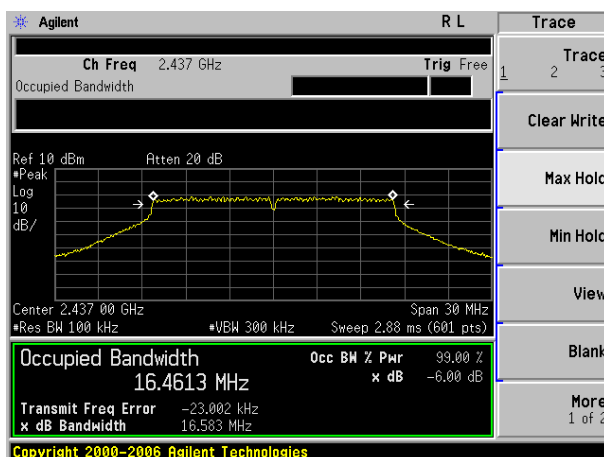 Agilent R L Trace
Ch Freq 2.437 GHz Trig Free
Occupied Bandwidth
Trace
1 2 3
Clear Write
Max Hold
Min Hold
View
Blank
More
1 of 2
Ref 10 dBm Atten 20 dB
#Peak
Log
10
dB/
Center 2.437 00 GHz Span 30 MHz
#Res BW 100 kHz #VBW 300 kHz Sweep 2.88 ms (601 pts)
Occupied Bandwidth Occ BW % Pwr 99.00 %
16.4613 MHz x dB -6.00 dB
Transmit Freq Error -23.002 kHz
x dB Bandwidth 16.583 MHz
Copyright 2000-2006 Agilent Technologies